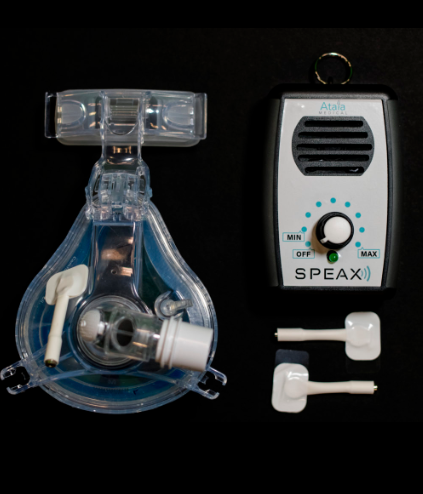 Atala
MEDICAL
MIN
OFF
MAX
SPEAX